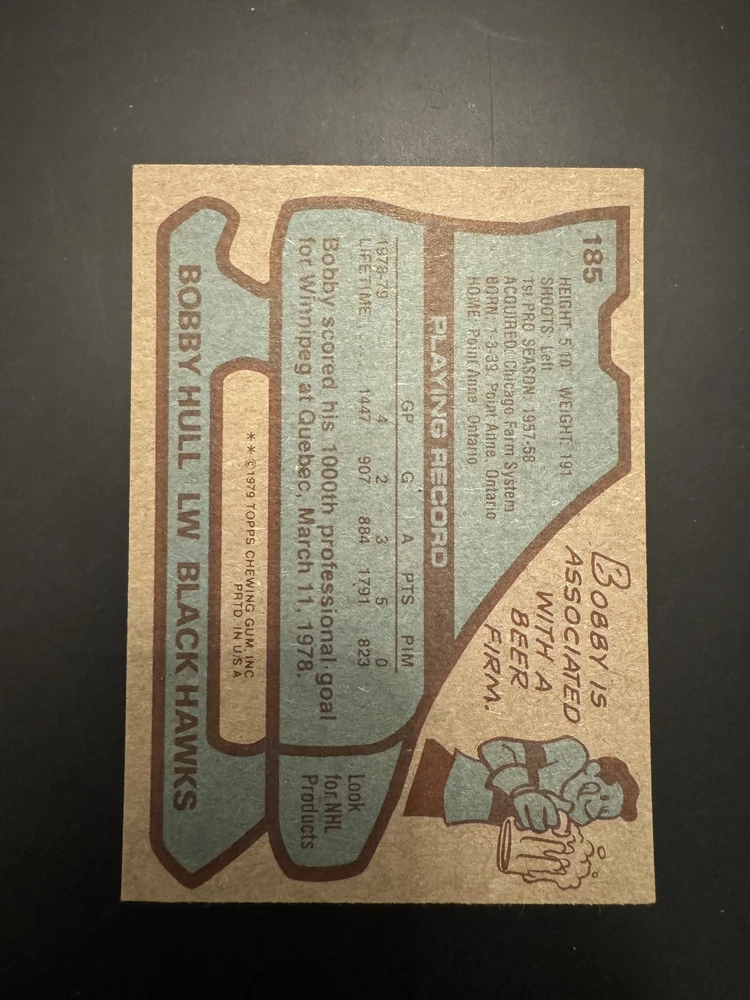 185
HEIGHT: 5'10 WEIGHT: 191
SHOOTS: Left
1st PRO SEASON: 1957-58
ACQUIRED: Chicago Farm System
BORN: 1-3-39, Point Anne, Ontario
HOME: Point Anne, Ontario
BOBBY IS
ASSOCIATED
WITH A
BEER
FIRM.
PLAYING RECORD
GP G A PTS PIM
1978-79 4 2 3 5 0
LIFETIME 1447 907 884 1791 823
Bobby scored his 1000th professional goal
for Winnipeg at Quebec, March 11, 1978.
Look
for NHL
Products
** ©1979 TOPPS CHEWING GUM, INC.
PRTD. IN U.S.A.
BOBBY HULL LW BLACK HAWKS